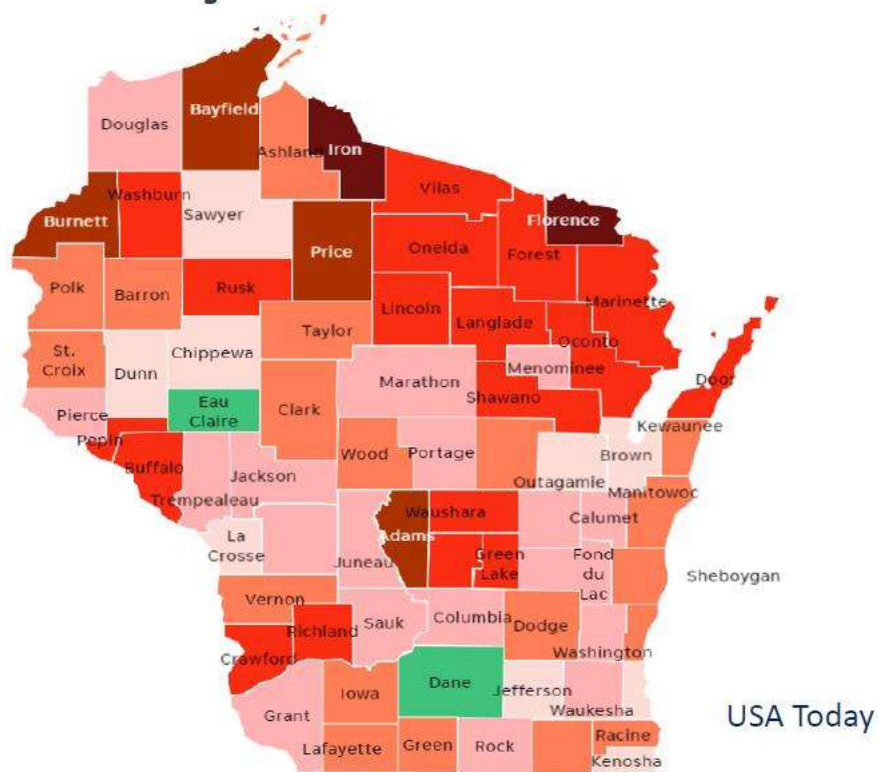 Bayfield
Douglas
Ashland
Iron
Washburn
Vilas
Sawyer
Burnett
Florence
Price
Oneida
Forest
Polk
Barron
Rusk
Marinette
Lincoln
Langlade
Taylor
Oconto
St.
Croix
Chippewa
Dunn
Menominee
Marathon
Door
Shawano
Eau
Claire
Clark
Pierce
Kewaunee
Pepin
Wood
Portage
Brown
Buffalo
Jackson
Outagamie
Manitowoc
Trempealeau
Waushara
Calumet
La
Crosse
Adams
Juneau
Green
Lake
Fond
du
Lac
Sheboygan
Vernon
Columbia
Sauk
Dodge
Richland
Washington
Crawford
Dane
Jefferson
Iowa
Waukesha
Grant
USA Today
Racine
Lafayette
Green
Rock
Kenosha